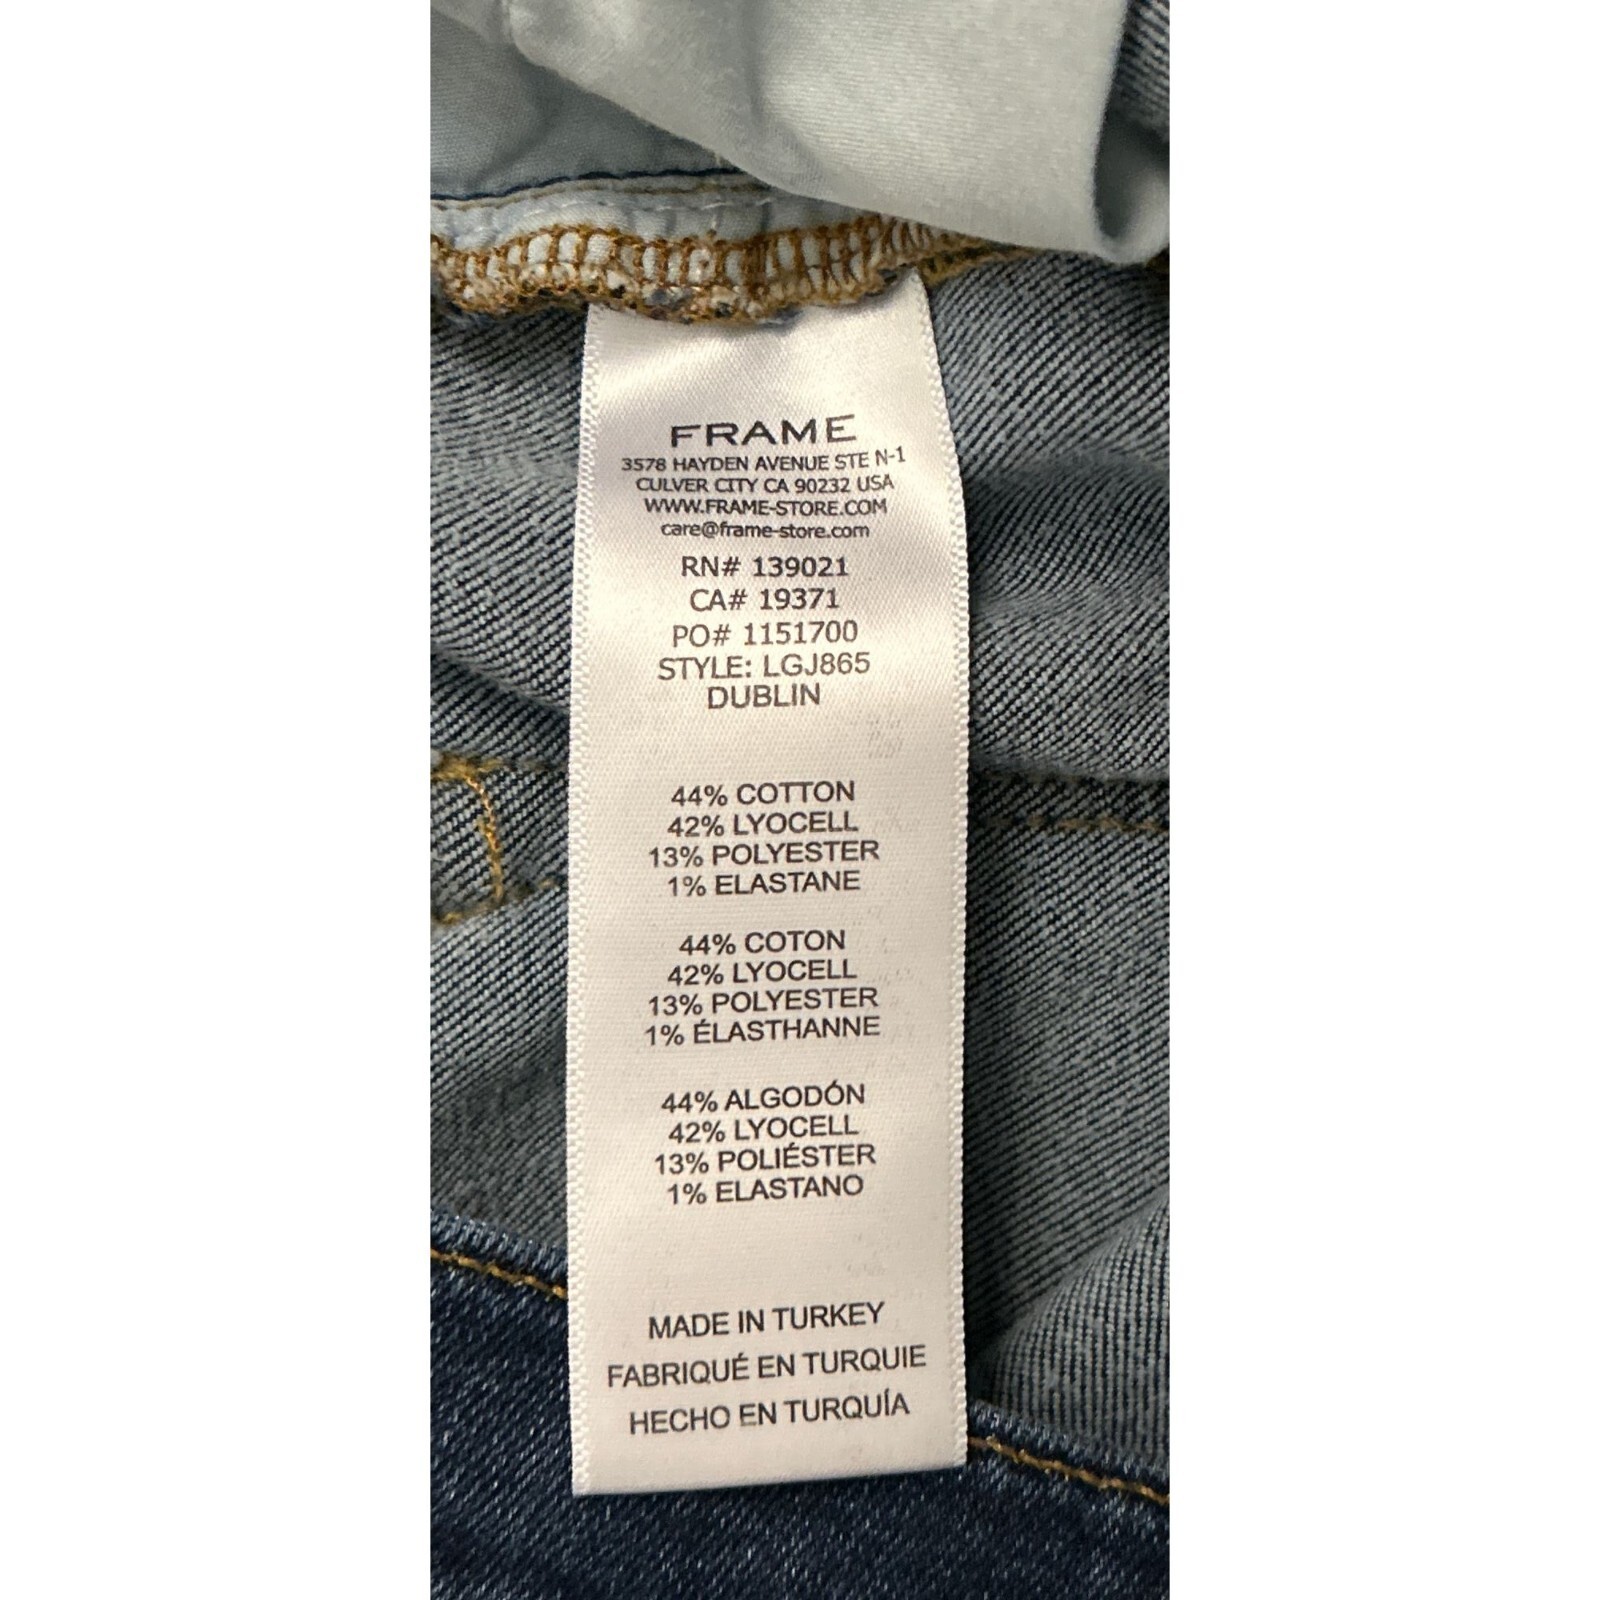 FRAME
3578 HAYDEN AVENUE STE N-1
CULVER CITY CA 90232 USA
WWW.FRAME-STORE.COM
care@frame-store.com
RN# 139021
CA# 19371
PO# 1151700
STYLE: LGJ865
DUBLIN
44% COTTON
42% LYOCELL
13% POLYESTER
1% ELASTANE
44% COTON
42% LYOCELL
13% POLYESTER
1% ÉLASTHANNE
44% ALGODÓN
42% LYOCELL
13% POLIÉSTER
1% ELASTANO
MADE IN TURKEY
FABRIQUÉ EN TURQUIE
HECHO EN TURQUÍA